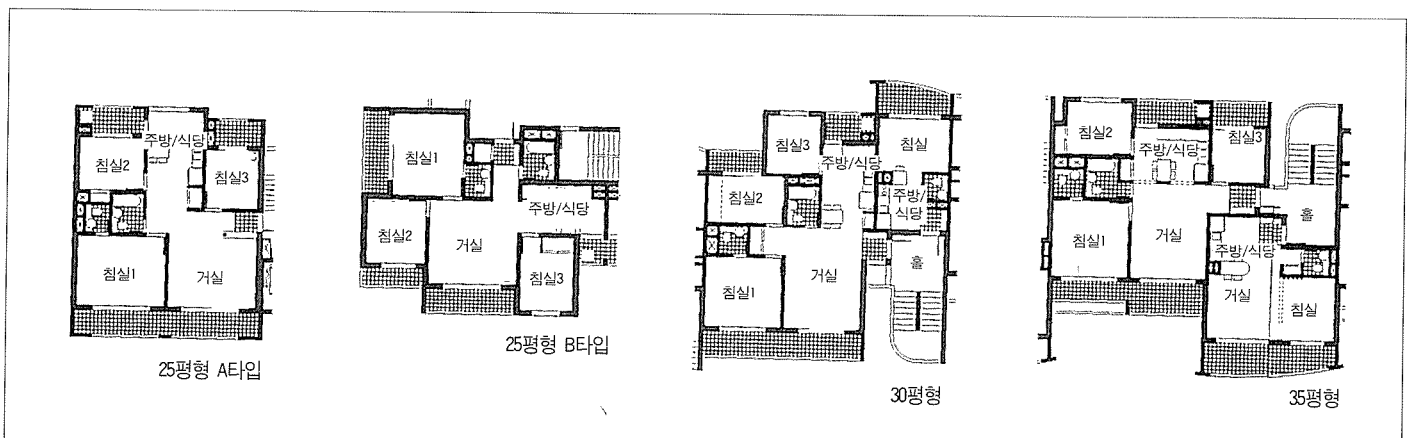 주방/식당
침실2
침실3
침실1
거실
25평형 A타입
침실1
주방/식당
침실2
거실
침실3
25평형 B타입
침실3
주방/식당
침실
침실2
주방/
식당
홀
침실1
거실
30평형
침실2
주방/식당
침실3
홀
침실1
거실
주방/식당
거실
침실
35평형